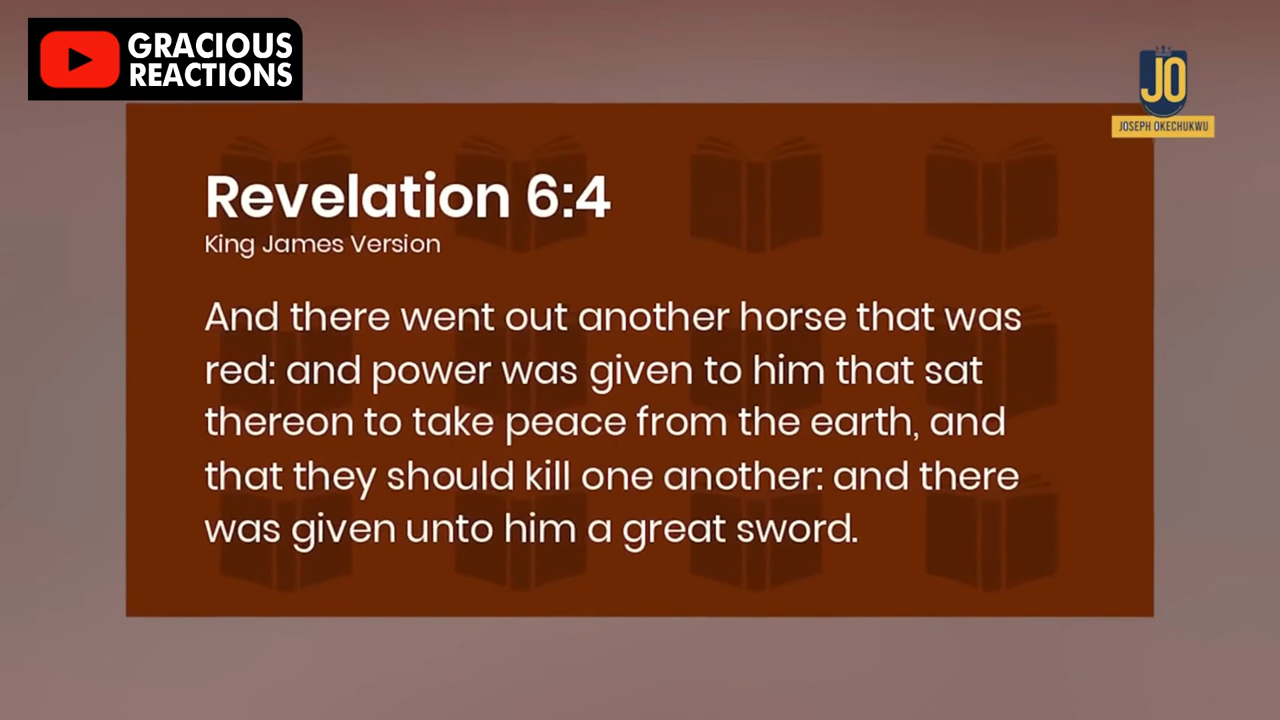 GRACIOUS
REACTIONS
JO
JOSEPH OKECHUKWU
Revelation 6:4
King James Version
And there went out another horse that was
red: and power was given to him that sat
thereon to take peace from the earth, and
that they should kill one another: and there
was given unto him a great sword.